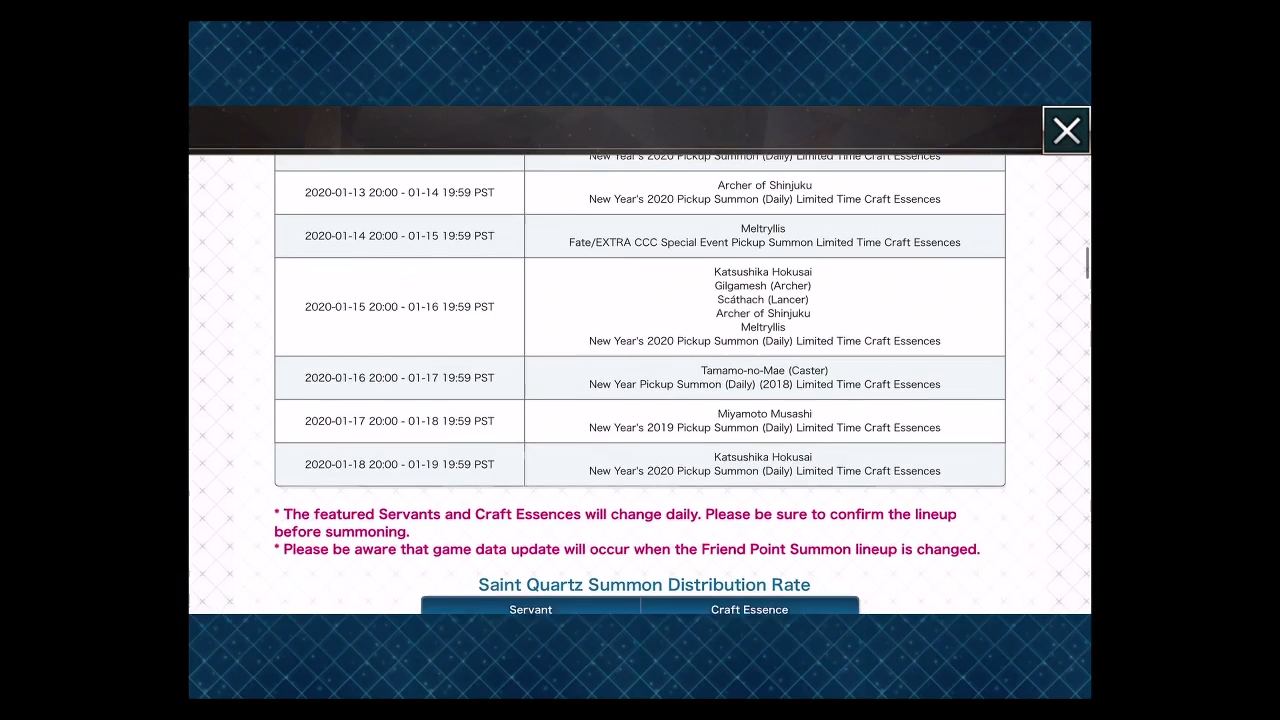 New Year's 2020 Pickup Summon (Daily) Limited Time Craft Essences
2020-01-13 20:00 - 01-14 19:59 PST
Archer of Shinjuku
New Year's 2020 Pickup Summon (Daily) Limited Time Craft Essences
2020-01-14 20:00 - 01-15 19:59 PST
Meltryllis
Fate/EXTRA CCC Special Event Pickup Summon Limited Time Craft Essences
2020-01-15 20:00 - 01-16 19:59 PST
Katsushika Hokusai
Gilgamesh (Archer)
Scáthach (Lancer)
Archer of Shinjuku
Meltryllis
New Year's 2020 Pickup Summon (Daily) Limited Time Craft Essences
2020-01-16 20:00 - 01-17 19:59 PST
Tamamo-no-Mae (Caster)
New Year Pickup Summon (Daily) (2018) Limited Time Craft Essences
2020-01-17 20:00 - 01-18 19:59 PST
Miyamoto Musashi
New Year's 2019 Pickup Summon (Daily) Limited Time Craft Essences
2020-01-18 20:00 - 01-19 19:59 PST
Katsushika Hokusai
New Year's 2020 Pickup Summon (Daily) Limited Time Craft Essences
* The featured Servants and Craft Essences will change daily. Please be sure to confirm the lineup
before summoning.
* Please be aware that game data update will occur when the Friend Point Summon lineup is changed.
Saint Quartz Summon Distribution Rate
Servant
Craft Essence